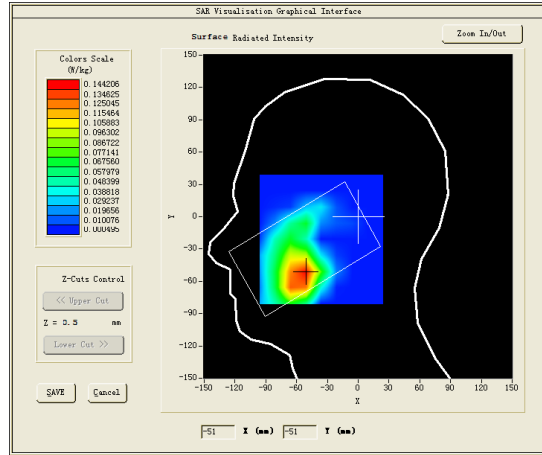 SAR Visualisation Graphical Interface
Surface Radiated Intensity
Zoom In/Out
Colors Scale
(W/kg)
0.144206
0.134625
0.125045
0.115464
0.105883
0.096302
0.086722
0.077141
0.067560
0.057979
0.048399
0.038818
0.029237
0.019656
0.010076
0.000495
150
120
90
60
30
Y
0
-30
-60
-90
-120
-150
-150 -120 -90 -60 -30 0 30 60 90 120 150
X
Z-Cuts Control
<< Upper Cut
Z = 0.5 mm
Lower Cut >>
SAVE Cancel
-51 X (mm) -51 Y (mm)